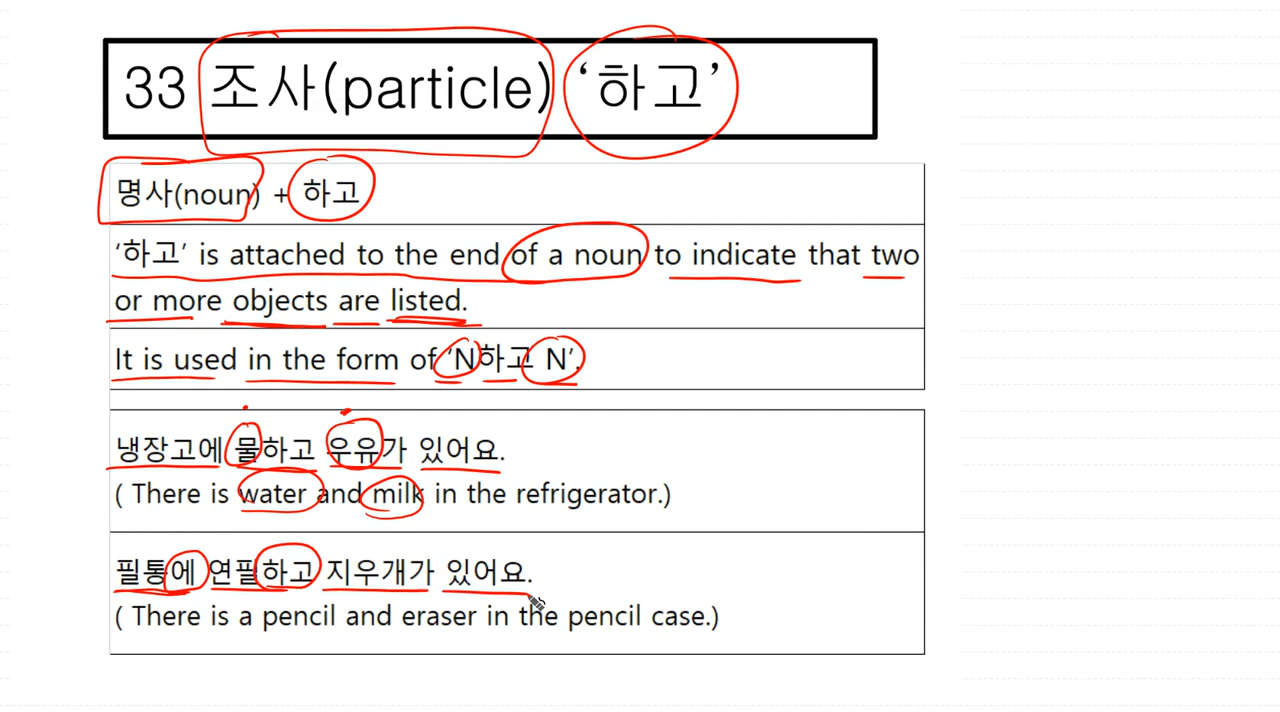 33 조사(particle) ‘하고’
명사(noun) + 하고
‘하고’ is attached to the end of a noun to indicate that two
or more objects are listed.
It is used in the form of ‘N하고 N’.
냉장고에 물하고 우유가 있어요.
( There is water and milk in the refrigerator.)
필통에 연필하고 지우개가 있어요.
( There is a pencil and eraser in the pencil case.)